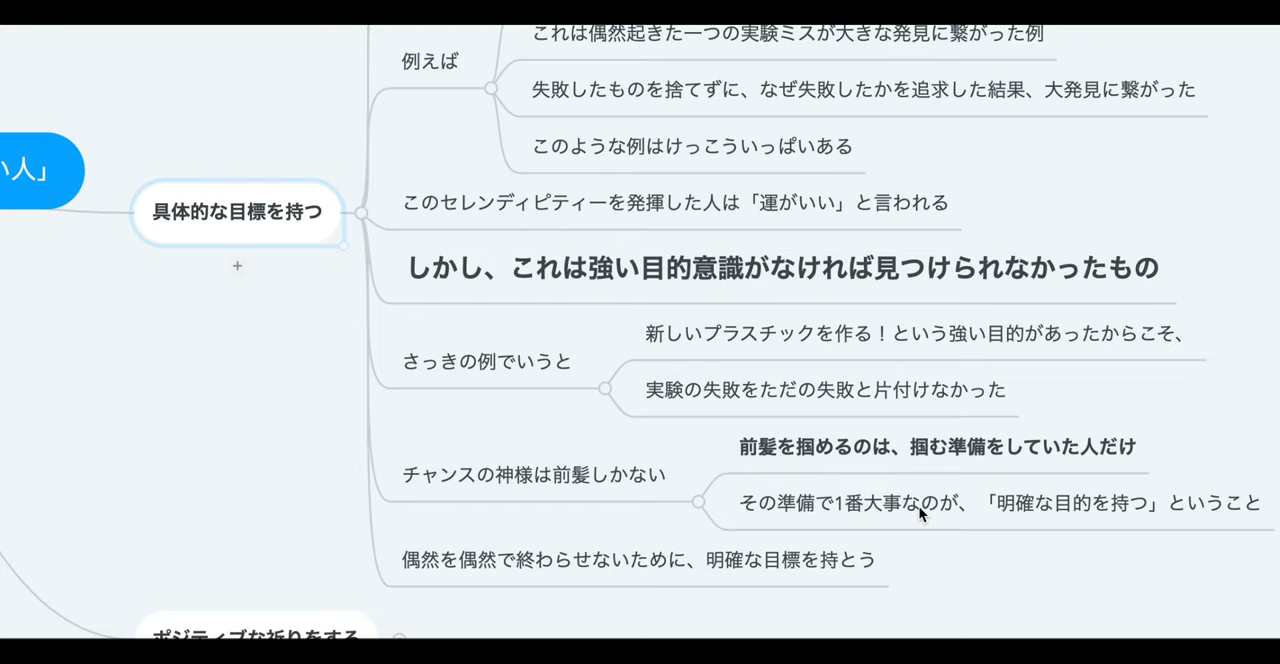 これは偶然起きた一つの実験ミスが大きな発見に繋がった例
例えば
失敗したものを捨てずに、なぜ失敗したかを追求した結果、大発見に繋がった
このような例はけっこういっぱいある
い人」
具体的な目標を持つ
このセレンディピティーを発揮した人は「運がいい」と言われる
しかし、これは強い目的意識がなければ見つけられなかったもの
新しいプラスチックを作る！という強い目的があったからこそ、
さっきの例でいうと
実験の失敗をただの失敗と片付けなかった
前髪を掴めるのは、掴む準備をしていた人だけ
チャンスの神様は前髪しかない
その準備で1番大事なのが、「明確な目的を持つ」ということ
偶然を偶然で終わらせないために、明確な目標を持とう
ポジティブな祈りをする